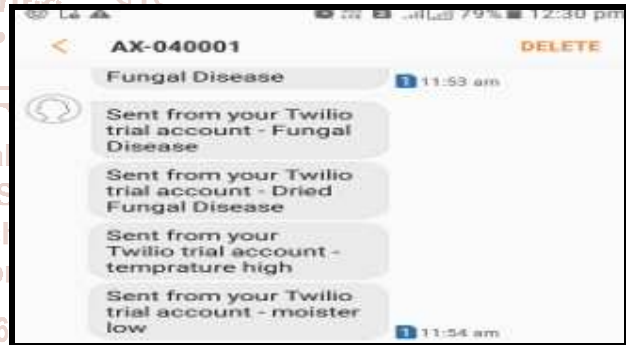 79% 12:30 pm
< AX-040001 DELETE
Fungal Disease
1 11:53 am
Sent from your Twilio
trial account - Fungal
Disease
Sent from your Twilio
trial account - Dried
Fungal Disease
Sent from your
Twilio trial account -
temprature high
Sent from your Twilio
trial account - moister
low
1 11:54 am